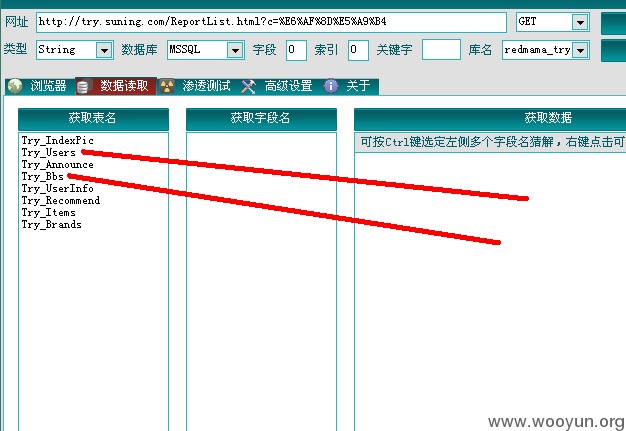 网址 http://try.suning.com/ReportList.html?c=%E6%AF%8D%E5%A9%B4 GET
类型 String 数据库 MSSQL 字段 0 索引 0 关键字 库名 redmama_try
浏览器 数据读取 渗透测试 高级设置 关于
获取表名 获取字段名 获取数据
Try_IndexPic
可按Ctrl键选定左侧多个字段名猜解，右键点击可
Try_Users
Try_Announce
Try_Bbs
Try_UserInfo
Try_Recommend
Try_Items
Try_Brands
www.wooyun.org